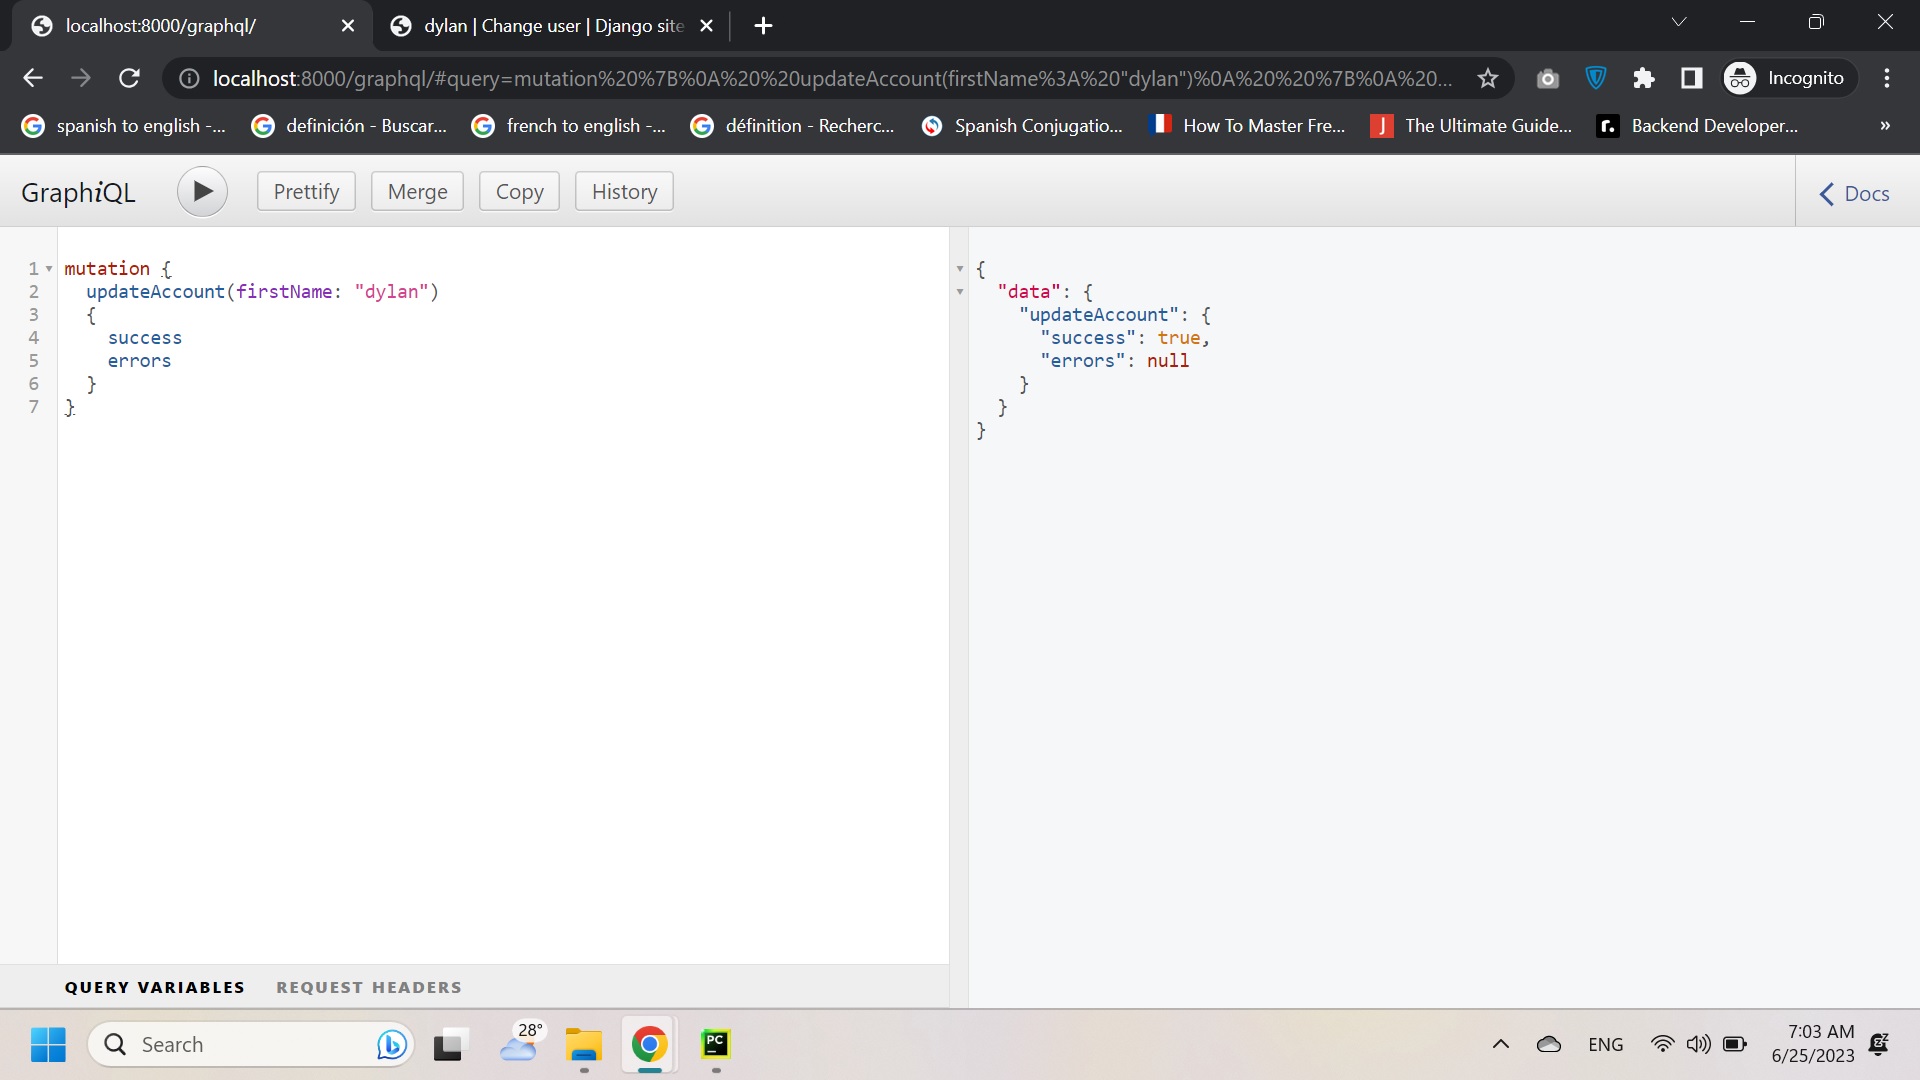 localhost:8000/graphql/
dylan | Change user | Django site
localhost:8000/graphql/#query=mutation%20%7B%0A%20%20updateAccount(firstName%3A%20"dylan")%0A%20%20%7B%0A%20...
Incognito
spanish to english -...
definición - Buscar...
french to english -...
définition - Recherc...
Spanish Conjugatio...
How To Master Fre...
The Ultimate Guide...
Backend Developer...
»
GraphiQL
Prettify
Merge
Copy
History
Docs
1 mutation {
2 updateAccount(firstName: "dylan")
3 {
4 success
5 errors
6 }
7 }
{
"data": {
"updateAccount": {
"success": true,
"errors": null
}
}
}
QUERY VARIABLES
REQUEST HEADERS
Search
28°
PC
ENG
7:03 AM
6/25/2023